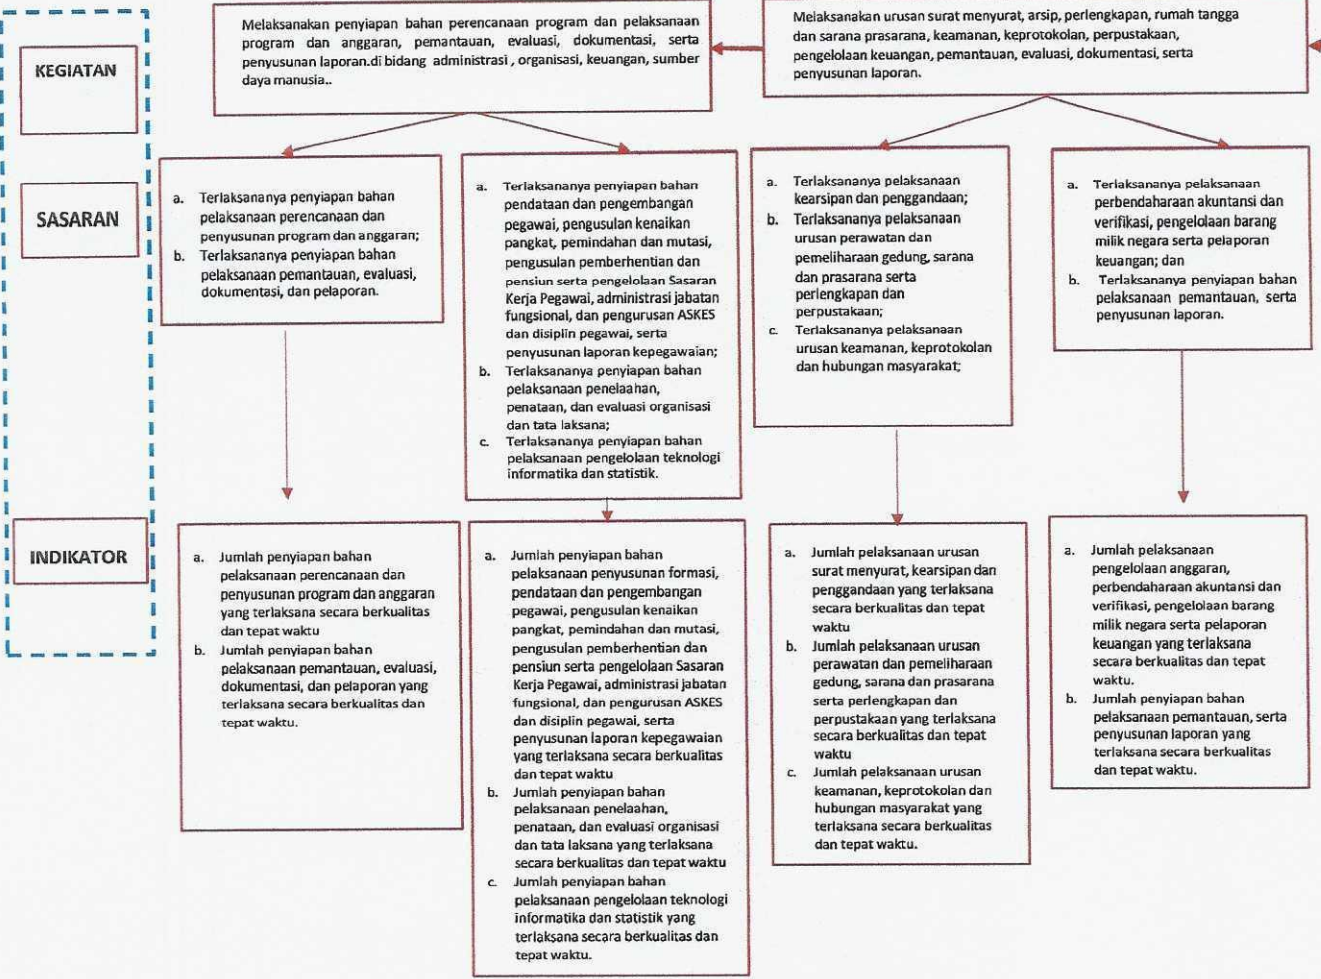 KEGIATAN
Melaksanakan penyiapan bahan perencanaan program dan pelaksanaan
program dan anggaran, pemantauan, evaluasi, dokumentasi, serta
penyusunan laporan.di bidang administrasi , organisasi, keuangan, sumber
daya manusia..
Melaksanakan urusan surat menyurat, arsip, perlengkapan, rumah tangga
dan sarana prasarana, keamanan, keprotokolan, perpustakaan,
pengelolaan keuangan, pemantauan, evaluasi, dokumentasi, serta
penyusunan laporan.
SASARAN
a. Terlaksananya penyiapan bahan
pelaksanaan perencanaan dan
penyusunan program dan anggaran;
b. Terlaksananya penyiapan bahan
pelaksanaan pemantauan, evaluasi,
dokumentasi, dan pelaporan.
a. Terlaksananya penyiapan bahan
pendataan dan pengembangan
pegawai, pengusulan kenaikan
pangkat, pemindahan dan mutasi,
pengusulan pemberhentian dan
pensiun serta pengelolaan Sasaran
Kerja Pegawai, administrasi jabatan
fungsional, dan pengurusan ASKES
dan disiplin pegawai, serta
penyusunan laporan kepegawaian;
b. Terlaksananya penyiapan bahan
pelaksanaan penelaahan,
penataan, dan evaluasi organisasi
dan tata laksana;
c. Terlaksananya penyiapan bahan
pelaksanaan pengelolaan teknologi
informatika dan statistik.
a. Terlaksananya pelaksanaan
kearsipan dan penggandaan;
b. Terlaksananya pelaksanaan
urusan perawatan dan
pemeliharaan gedung, sarana
dan prasarana serta
perlengkapan dan
perpustakaan;
c. Terlaksananya pelaksanaan
urusan keamanan, keprotokolan
dan hubungan masyarakat;
a. Terlaksananya pelaksanaan
perbendaharaan akuntansi dan
verifikasi, pengelolaan barang
milik negara serta pelaporan
keuangan; dan
b. Terlaksananya penyiapan bahan
pelaksanaan pemantauan, serta
penyusunan laporan.
INDIKATOR
a. Jumlah penyiapan bahan
pelaksanaan perencanaan dan
penyusunan program dan anggaran
yang terlaksana secara berkualitas
dan tepat waktu
b. Jumlah penyiapan bahan
pelaksanaan pemantauan, evaluasi,
dokumentasi, dan pelaporan yang
terlaksana secara berkualitas dan
tepat waktu.
a. Jumlah penyiapan bahan
pelaksanaan penyusunan formasi,
pendataan dan pengembangan
pegawai, pengusulan kenaikan
pangkat, pemindahan dan mutasi,
pengusulan pemberhentian dan
pensiun serta pengelolaan Sasaran
Kerja Pegawai, administrasi jabatan
fungsional, dan pengurusan ASKES
dan disiplin pegawai, serta
penyusunan laporan kepegawaian
yang terlaksana secara berkualitas
dan tepat waktu
b. Jumlah penyiapan bahan
pelaksanaan penelaahan,
penataan, dan evaluasi organisasi
dan tata laksana yang terlaksana
secara berkualitas dan tepat waktu
c. Jumlah penyiapan bahan
pelaksanaan pengelolaan teknologi
informatika dan statistik yang
terlaksana secara berkualitas dan
tepat waktu.
a. Jumlah pelaksanaan urusan
surat menyurat, kearsipan dan
penggandaan yang terlaksana
secara berkualitas dan tepat
waktu
b. Jumlah pelaksanaan urusan
perawatan dan pemeliharaan
gedung, sarana dan prasarana
serta perlengkapan dan
perpustakaan yang terlaksana
secara berkualitas dan tepat
waktu
c. Jumlah pelaksanaan urusan
keamanan, keprotokolan dan
hubungan masyarakat yang
terlaksana secara berkualitas
dan tepat waktu.
a. Jumlah pelaksanaan
pengelolaan anggaran,
perbendaharaan akuntansi dan
verifikasi, pengelolaan barang
milik negara serta pelaporan
keuangan yang terlaksana
secara berkualitas dan tepat
waktu.
b. Jumlah penyiapan bahan
pelaksanaan pemantauan, serta
penyusunan laporan yang
terlaksana secara berkualitas
dan tepat waktu.